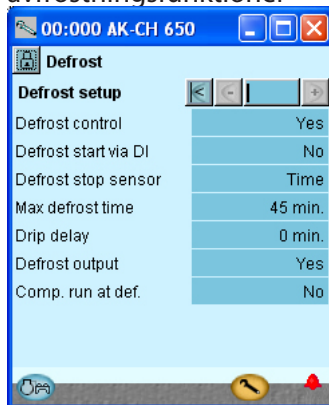 avfrostningsfunktioner
00:000 AK-CH 650
Defrost
Defrost setup
Defrost control Yes
Defrost start via DI No
Defrost stop sensor Time
Max defrost time 45 min.
Drip delay 0 min.
Defrost output Yes
Comp. run at def. No